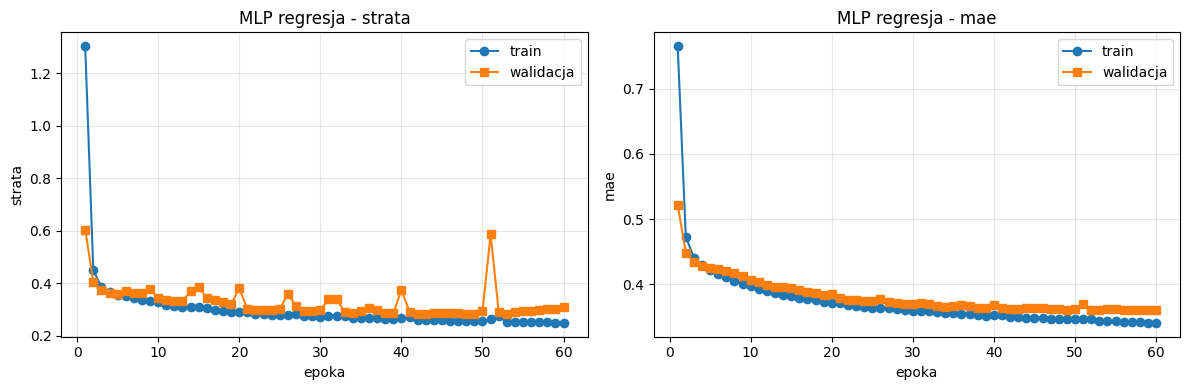 MLP regresja - strata
strata
1.2
1.0
0.8
0.6
0.4
0.2
train
walidacja
0 10 20 30 40 50 60
epoka
MLP regresja - mae
mae
0.7
0.6
0.5
0.4
train
walidacja
0 10 20 30 40 50 60
epoka